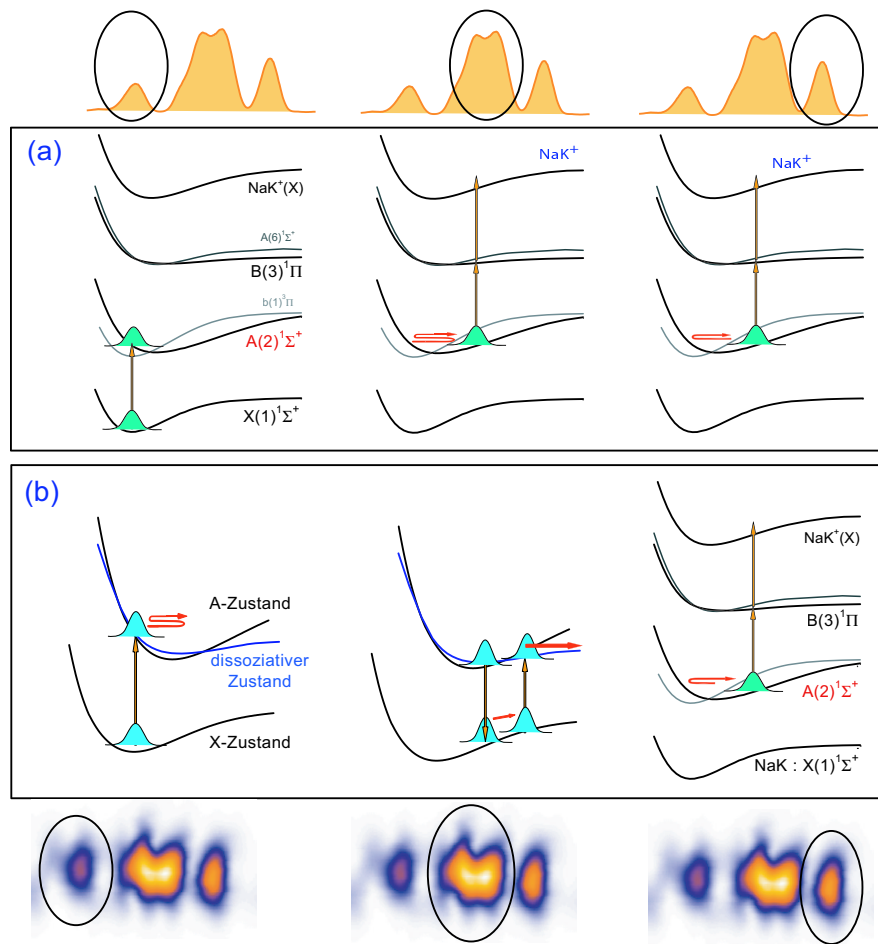 (a)
NaK⁺(X)
A(6)¹Σ⁺
B(3)¹Π
b(1)³Π
A(2)¹Σ⁺
X(1)¹Σ⁺
NaK⁺
NaK⁺
(b)
A-Zustand
dissoziativer
Zustand
X-Zustand
NaK⁺(X)
B(3)¹Π
A(2)¹Σ⁺
NaK : X(1)¹Σ⁺